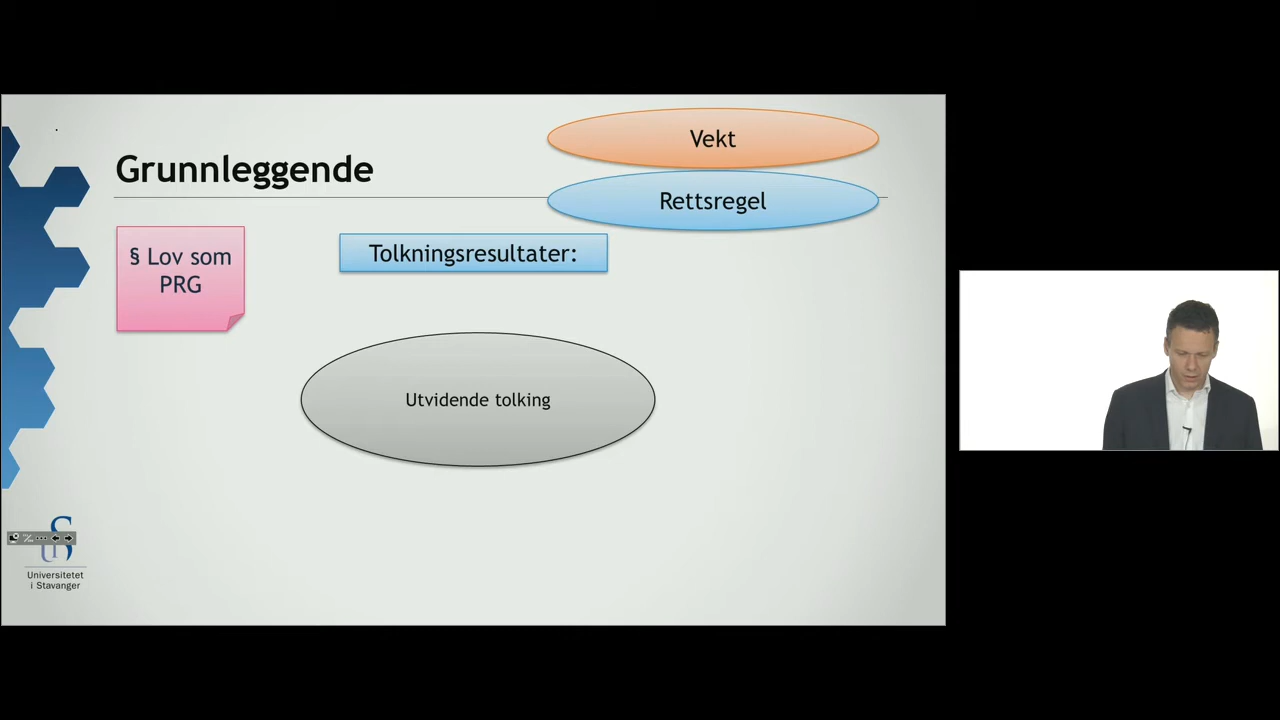 Vekt
Grunnleggende
Rettsregel
§ Lov som
PRG
Tolkningsresultater:
Utvidende tolking
Universitetet
i Stavanger